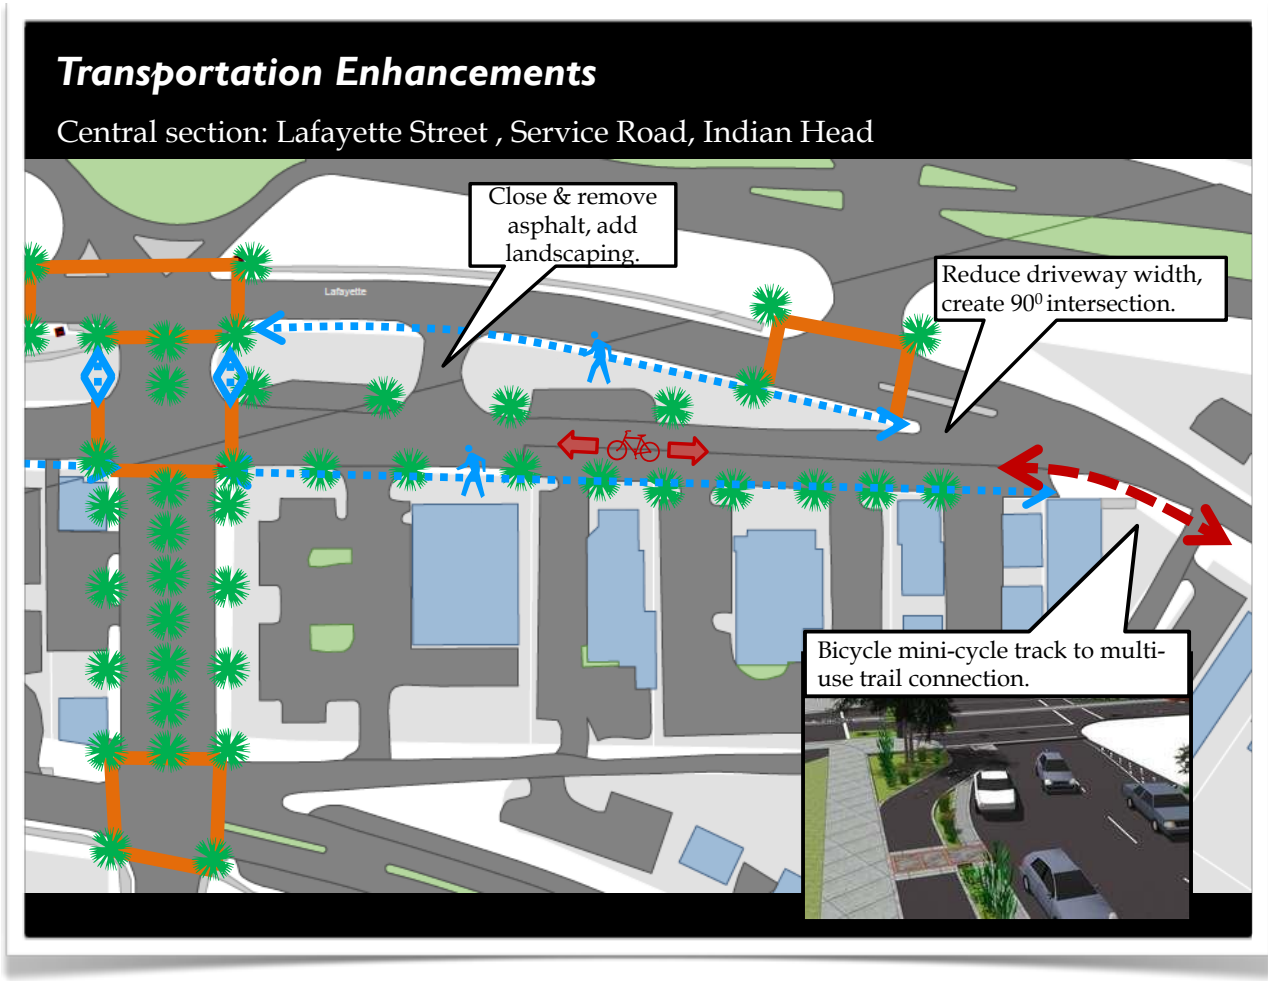 Transportation Enhancements
Central section: Lafayette Street , Service Road, Indian Head
Close & remove
asphalt, add
landscaping.
Reduce driveway width,
create 90⁰ intersection.
Lafayette
Bicycle mini-cycle track to multi-
use trail connection.